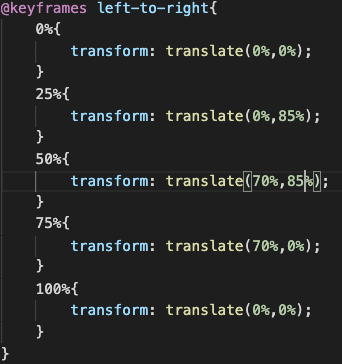 @keyframes left-to-right{
    0%{
        transform: translate(0%,0%);
    }
    25%{
        transform: translate(0%,85%);
    }
    50%{
        transform: translate(70%,85%);
    }
    75%{
        transform: translate(70%,0%);
    }
    100%{
        transform: translate(0%,0%);
    }
}